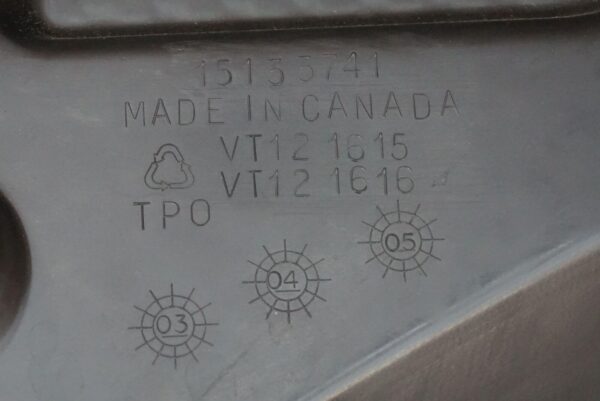 15133741
MADE IN CANADA
VT12 1615
VT12 1616
TPO
05
04
03